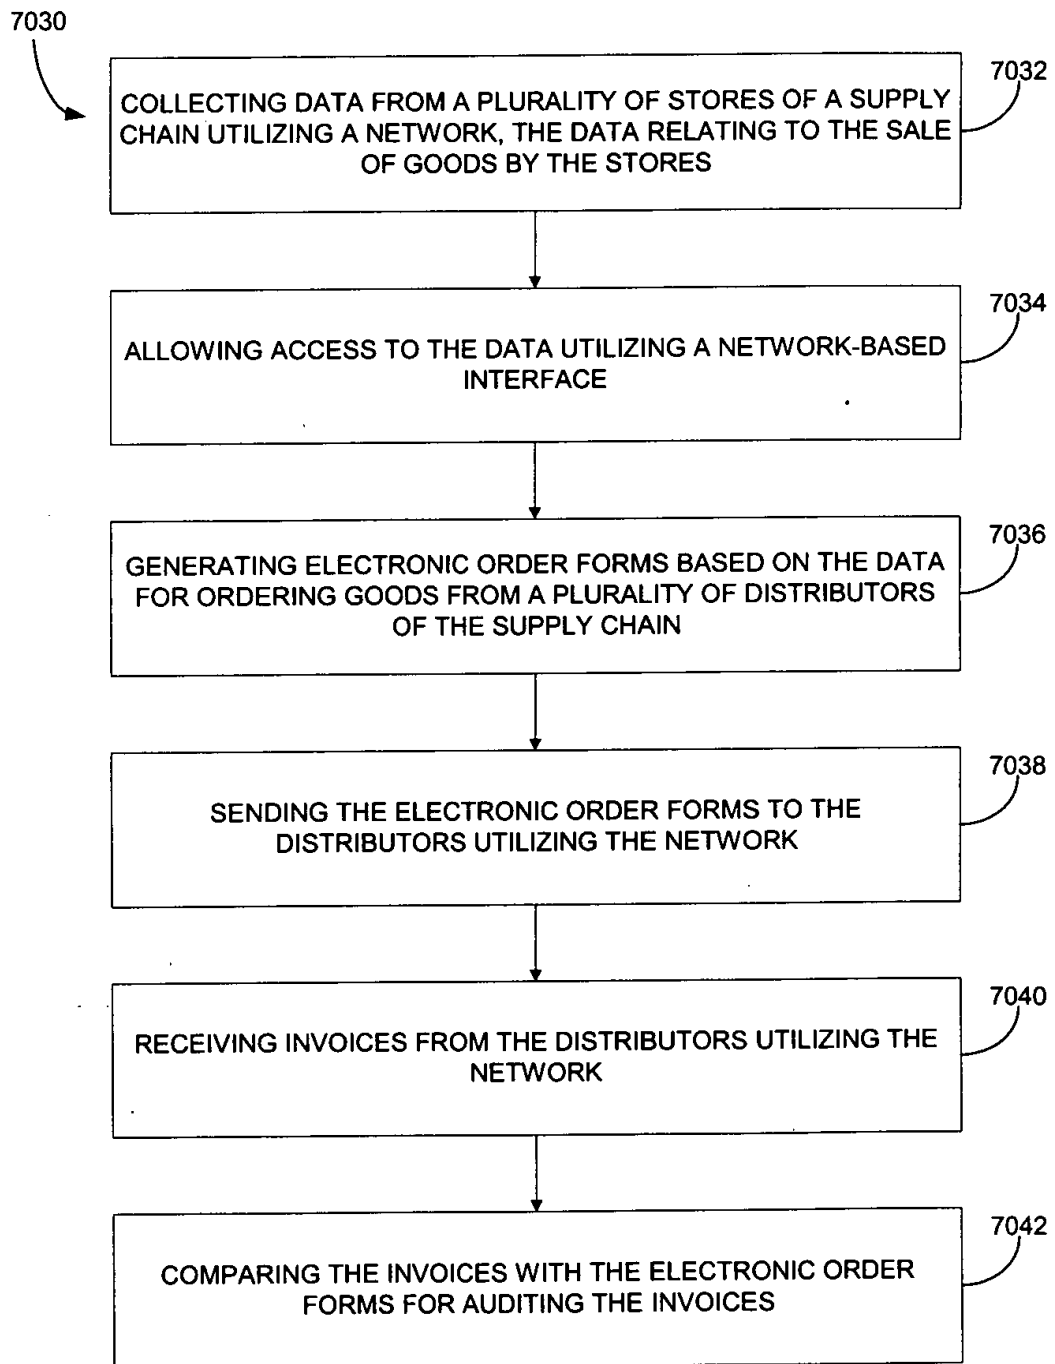 7030
7032
COLLECTING DATA FROM A PLURALITY OF STORES OF A SUPPLY
CHAIN UTILIZING A NETWORK, THE DATA RELATING TO THE SALE
OF GOODS BY THE STORES
7034
ALLOWING ACCESS TO THE DATA UTILIZING A NETWORK-BASED
INTERFACE
7036
GENERATING ELECTRONIC ORDER FORMS BASED ON THE DATA
FOR ORDERING GOODS FROM A PLURALITY OF DISTRIBUTORS
OF THE SUPPLY CHAIN
7038
SENDING THE ELECTRONIC ORDER FORMS TO THE
DISTRIBUTORS UTILIZING THE NETWORK
7040
RECEIVING INVOICES FROM THE DISTRIBUTORS UTILIZING THE
NETWORK
7042
COMPARING THE INVOICES WITH THE ELECTRONIC ORDER
FORMS FOR AUDITING THE INVOICES